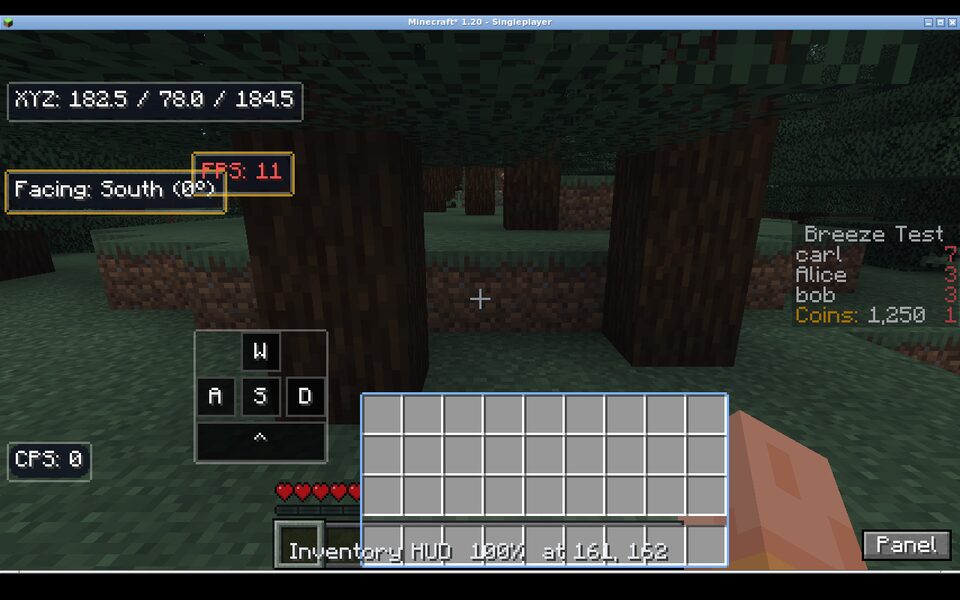 Minecraft* 1.20 - Singleplayer
XYZ: 182.5 / 78.0 / 184.5
FPS: 11
Facing: South (0°)
Breeze Test
carl 7
Alice 3
bob 3
Coins: 1,250 1
W
A S D
^
CPS: 0
Inventory HUD 100% at 161, 162
Panel